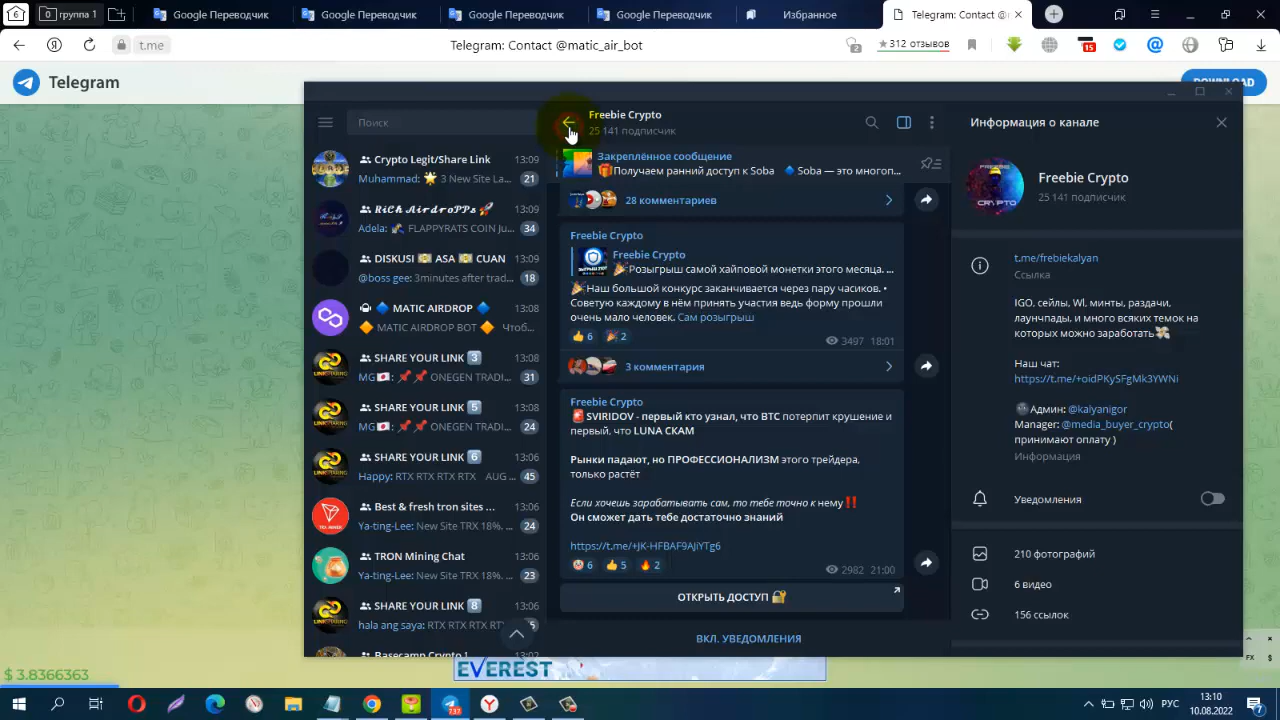 6
0 группа 1
Google Переводчик
Google Переводчик
Google Переводчик
Google Переводчик
Избранное
Telegram: Contact @r
t.me
Telegram: Contact @matic_air_bot
312 отзывов
2
15
Telegram
DOWNLOAD
Поиск
Freebie Crypto
25 141 подписчик
Закреплённое сообщение
🎁Получаем ранний доступ к Soba 🔹Soba — это многоп...
Crypto Legit/Share Link 13:09
Muhammad: 🌟 3 New Site La... 21
𝓡𝓲𝓒𝓱 𝓐𝓲𝓻𝓭𝓻𝓸𝓟𝓟𝓼 🚀 13:09
Adela: 🚀 FLAPPYRATS COIN Ju... 34
DISKUSI 💴 ASA 💴 CUAN 13:09
@boss gee: 3minutes after trad... 18
🔷 MATIC AIRDROP 🔷 13:08
🔶 MATIC AIRDROP BOT 🔶 Чтоб...
SHARE YOUR LINK 3 13:08
MG🇯🇵: 📌 📌 ONEGEN TRADI... 31
SHARE YOUR LINK 5 13:08
MG🇯🇵: 📌 📌 ONEGEN TRADI... 24
SHARE YOUR LINK 6 13:08
Happy: RTX RTX RTX RTX AUG ... 45
Best & fresh tron sites ... 13:06
Ya-ting-Lee: New Site TRX 18%. ... 24
TRON Mining Chat 13:06
Ya-ting-Lee: New Site TRX 18%. ... 23
SHARE YOUR LINK 8 13:06
hala ang saya: RTX RTX RTX RT...
Basecamp Crypto 1 13:02
28 комментариев
Freebie Crypto
Freebie Crypto
🎉Розыгрыш самой хайповой монетки этого месяца. ...
🎉Наш большой конкурс заканчивается через пару часиков. •
Советую каждому в нём принять участия ведь форму прошли
очень мало человек. Сам розыгрыш
👍 6 🎉 2
3497 18:01
3 комментария
Freebie Crypto
🚨SVIRIDOV - первый кто узнал, что BTC потерпит крушение и
первый, что LUNA СКАМ
Рынки падают, но ПРОФЕССИОНАЛИЗМ этого трейдера,
только растёт
Если хочешь зарабатывать сам, то тебе точно к нему‼️
Он сможет дать тебе достаточно знаний
https://t.me/+JK-HFBAF9AJiYTg6
6 👍 5 🔥 2
2982 21:00
ОТКРЫТЬ ДОСТУП 🔐
ВКЛ. УВЕДОМЛЕНИЯ
Информация о канале
Freebie Crypto
25 141 подписчик
t.me/frebiekalyan
Ссылка
IGO, сейлы, Wl, минты, раздачи,
лаунчпады, и много всяких темок на
которых можно заработать💸
Наш чат:
https://t.me/+oidPKySFgMk3YWNi
🌚Админ: @kalyanigor
Manager: @media_buyer_crypto(
принимают оплату )
Информация
Уведомления
210 фотографий
6 видео
156 ссылок
$ 3.8366363
EVEREST
FX $
737
РУС
13:10
10.08.2022
7